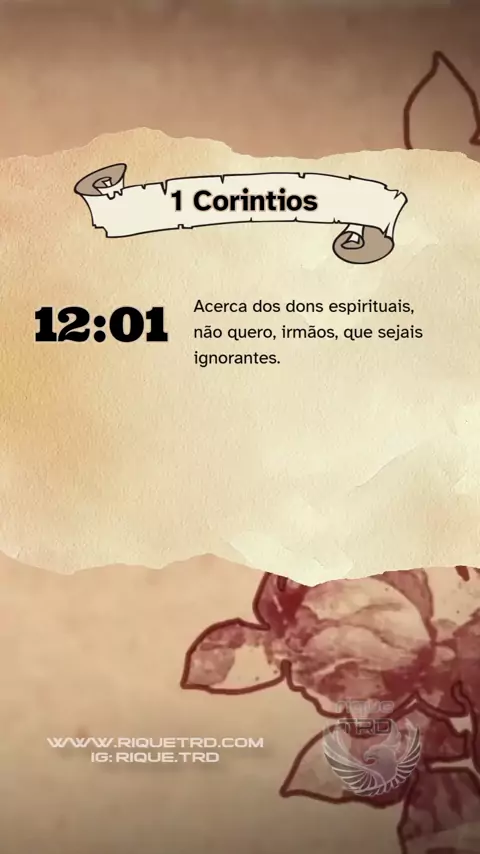 1 Corintios
12:01
Acerca dos dons espirituais,
não quero, irmãos, que sejais
ignorantes.
RIQUE
TRD
WWW.RIQUETRD.COM
IG: RIQUE.TRD